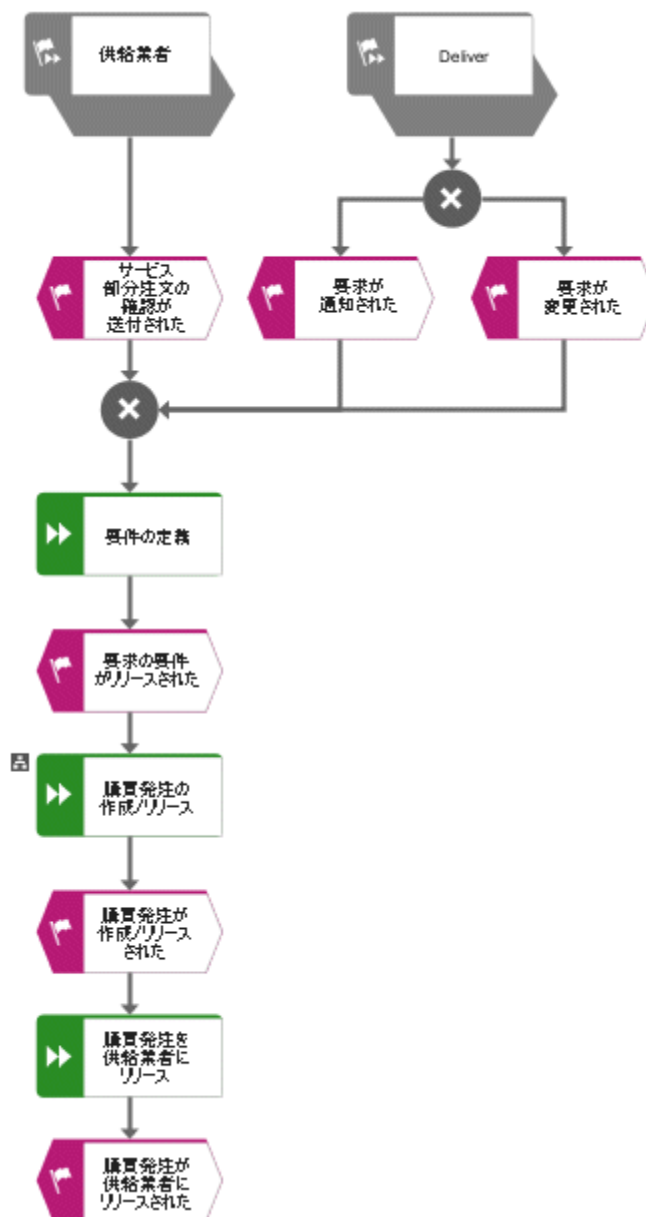 供給業者
Deliver
サービス
部分注文の
確認が
送付された
要求が
通知された
要求が
変更された
要件の定義
要求の要件
がリリースされた
購買発注の
作成/リリース
購買発注が
作成/リリース
された
購買発注を
供給業者に
リリース
購買発注が
供給業者に
リリースされた